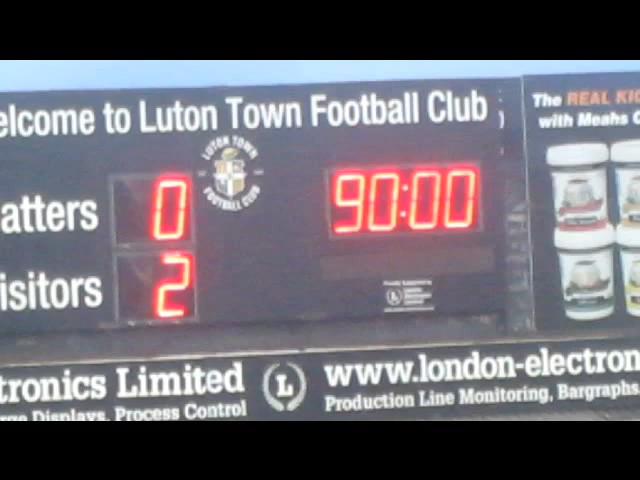 elcome to Luton Town Football Club
The REAL KIC
with Meahs C
LUTON TOWN
FOOTBALL CLUB
atters 0 90:00
isitors 2
L
tronics Limited L www.london-electron
rge Displays, Process Control Production Line Monitoring, Bargraphs,